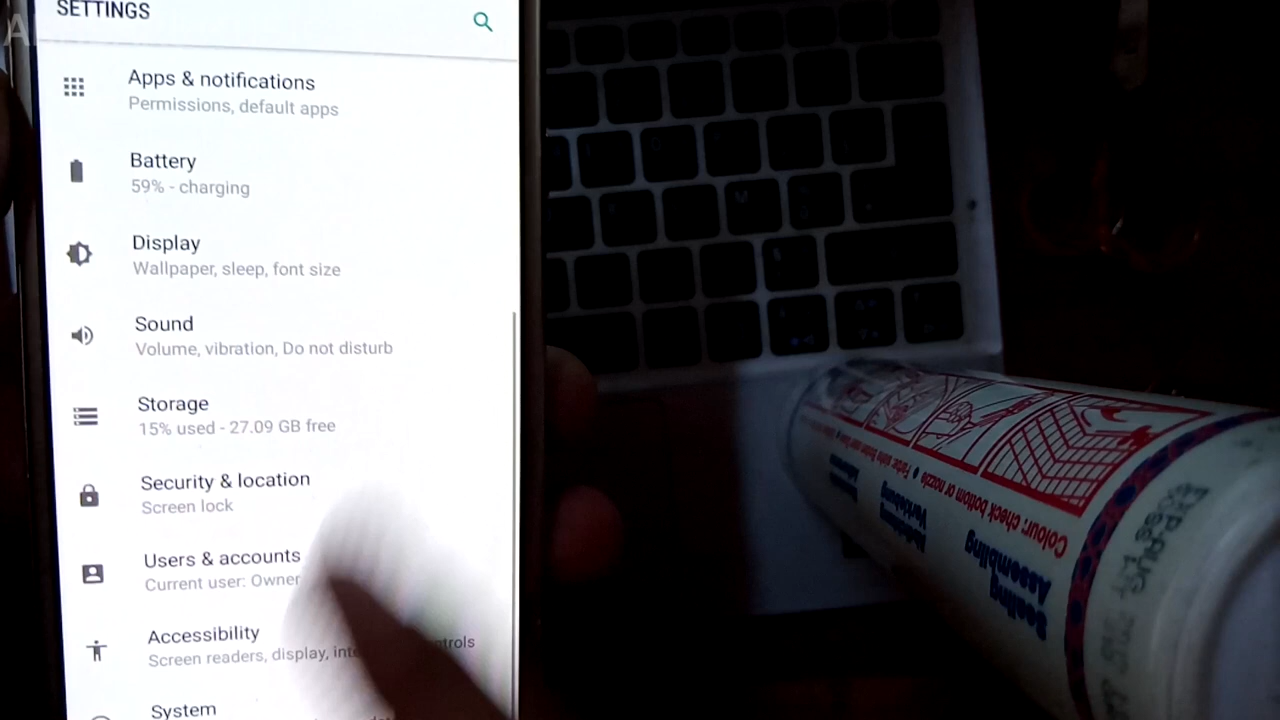 SETTINGS
Apps & notifications
Permissions, default apps
Battery
59% - charging
Display
Wallpaper, sleep, font size
Sound
Volume, vibration, Do not disturb
Storage
15% used - 27.09 GB free
Security & location
Screen lock
Users & accounts
Current user: Owner
Accessibility
Screen readers, display,
System
Colour: check bottom or nozzle
Sealing
Assembling